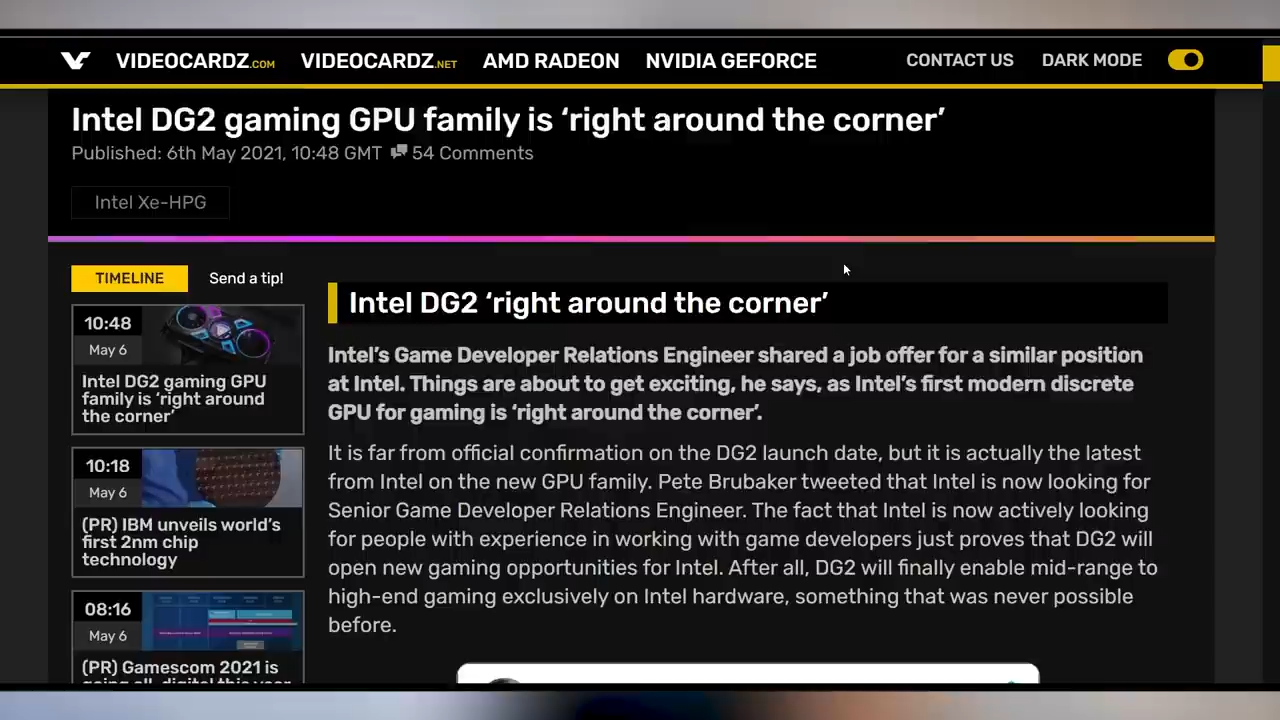 VIDEOCARDZ.COM VIDEOCARDZ.NET AMD RADEON NVIDIA GEFORCE CONTACT US DARK MODE
Intel DG2 gaming GPU family is ‘right around the corner’
Published: 6th May 2021, 10:48 GMT 54 Comments
Intel Xe-HPG
TIMELINE Send a tip!
10:48
May 6
Intel DG2 gaming GPU
family is ‘right around
the corner’
10:18
May 6
(PR) IBM unveils world’s
first 2nm chip
technology
08:16
May 6
(PR) Gamescom 2021 is
going all-digital this year
Intel DG2 ‘right around the corner’
Intel’s Game Developer Relations Engineer shared a job offer for a similar position
at Intel. Things are about to get exciting, he says, as Intel’s first modern discrete
GPU for gaming is ‘right around the corner’.
It is far from official confirmation on the DG2 launch date, but it is actually the latest
from Intel on the new GPU family. Pete Brubaker tweeted that Intel is now looking for
Senior Game Developer Relations Engineer. The fact that Intel is now actively looking
for people with experience in working with game developers just proves that DG2 will
open new gaming opportunities for Intel. After all, DG2 will finally enable mid-range to
high-end gaming exclusively on Intel hardware, something that was never possible
before.